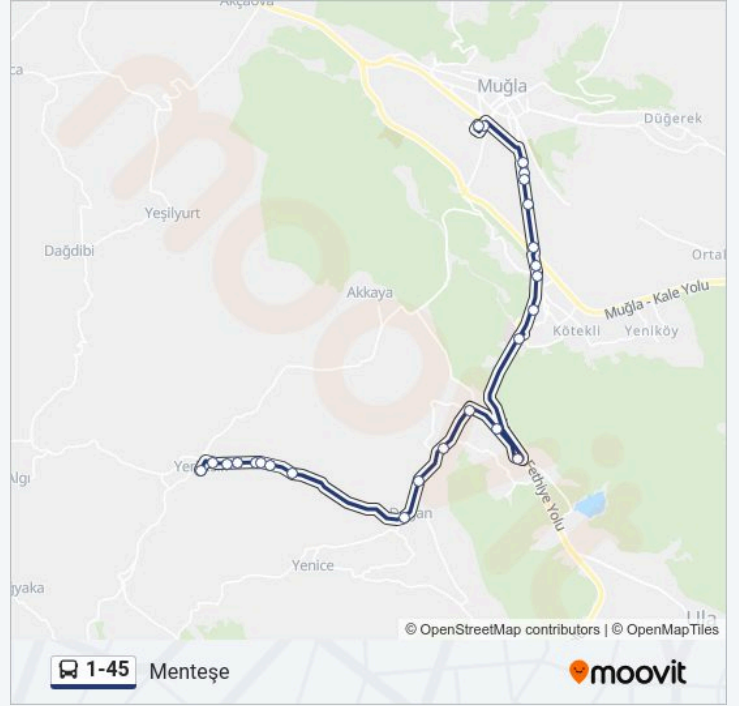 Akçaova
Muğla
Düğerek
Yeşilyurt
Dağdibi
Akkaya
Muğla - Kale Yolu
Kötekli
Yeniköy
Fethiye Yolu
Yenice
Ula
© OpenStreetMap contributors | © OpenMapTiles
1-45 Menteşe
moovit